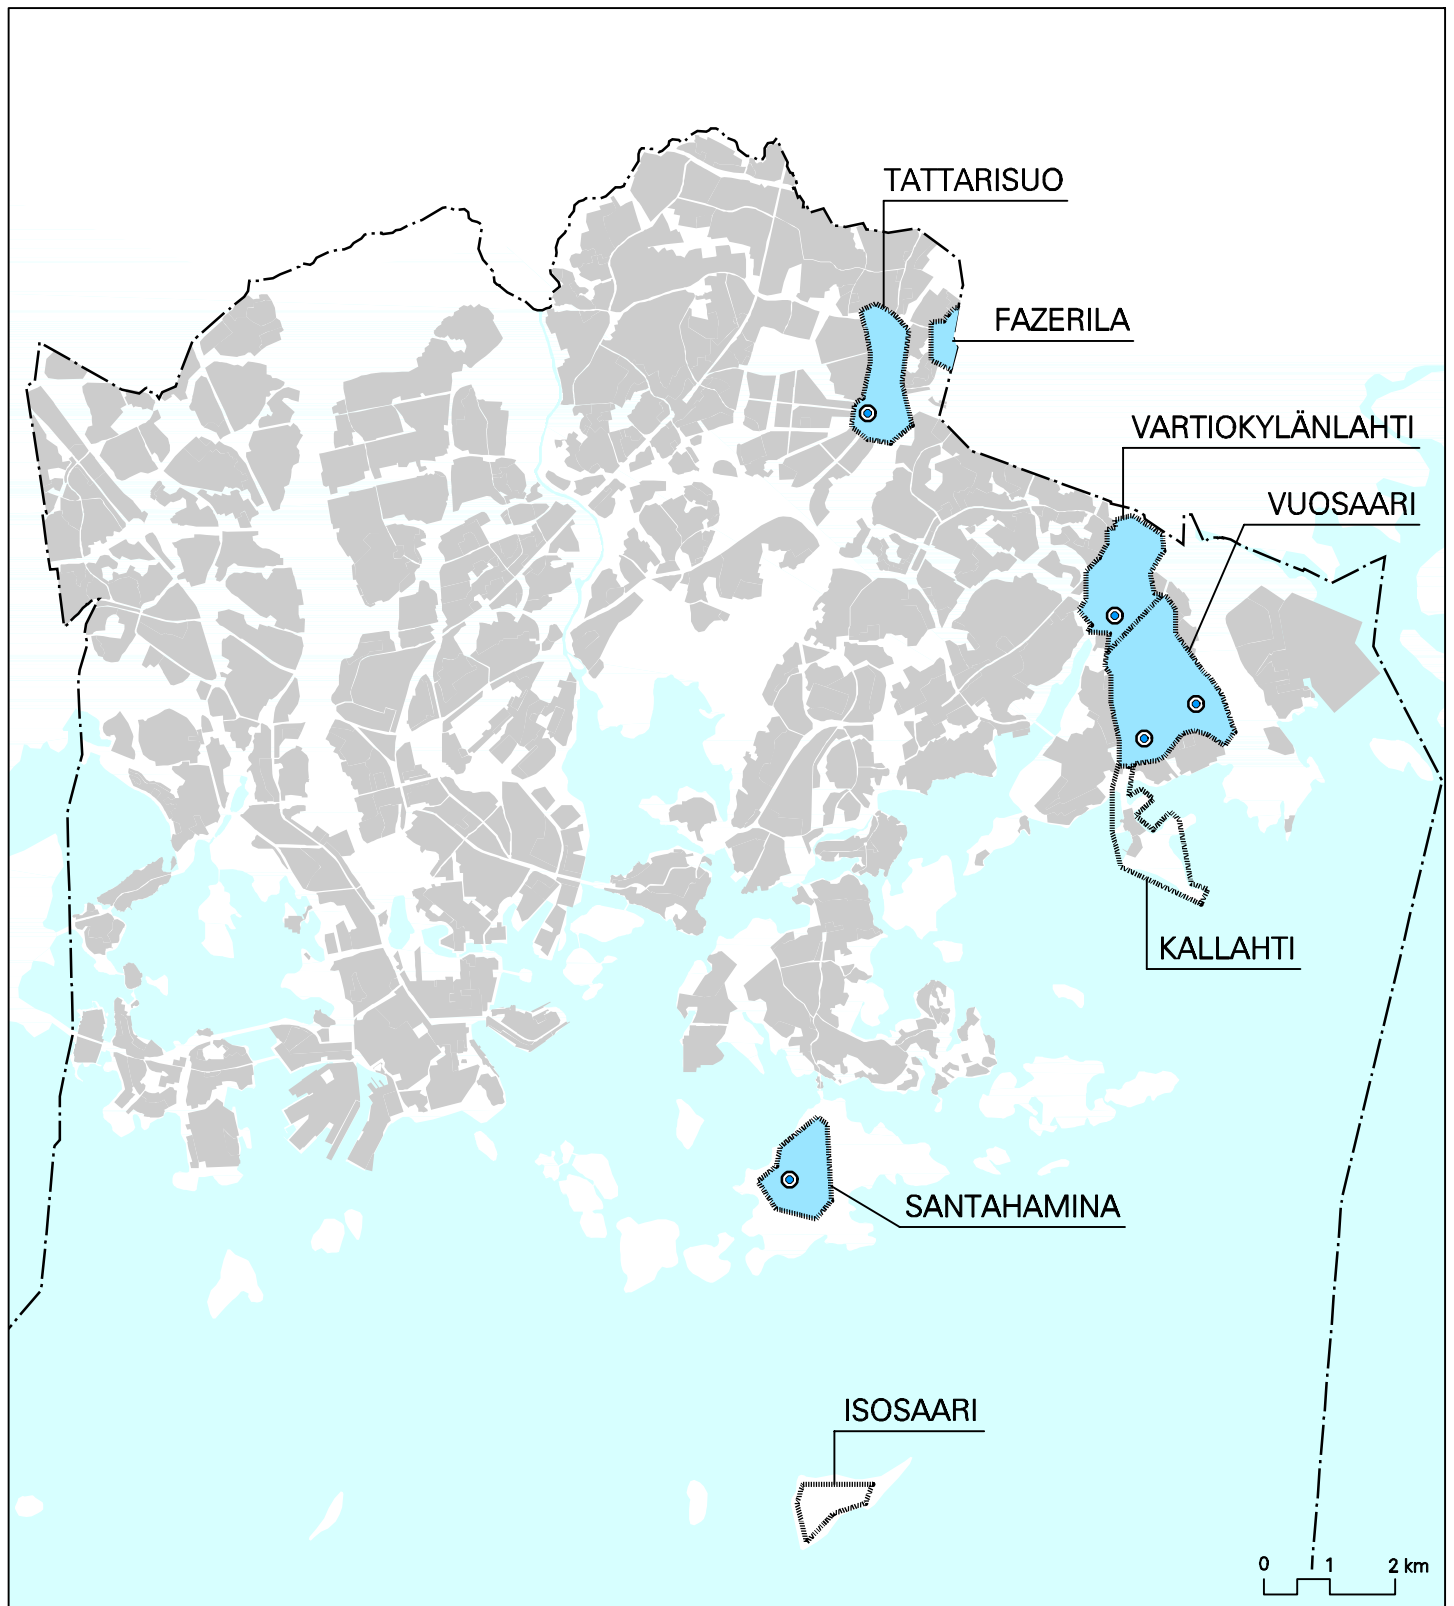 TATTARISUO
FAZERILA
VARTIOKYLÄNLAHTI
VUOSAARI
KALLAHTI
SANTAHAMINA
ISOSAARI
0 1 2 km